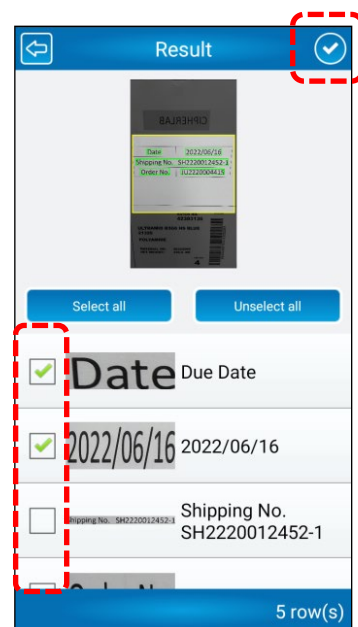 Result
CIPHERLAB
Date 2022/06/16
Shipping No. SH2220012452-1
Order No.
4
Select all
Unselect all
Date Due Date
2022/06/16 2022/06/16
Shipping No. SH2220012452-1 Shipping No.
SH2220012452-1
5 row(s)